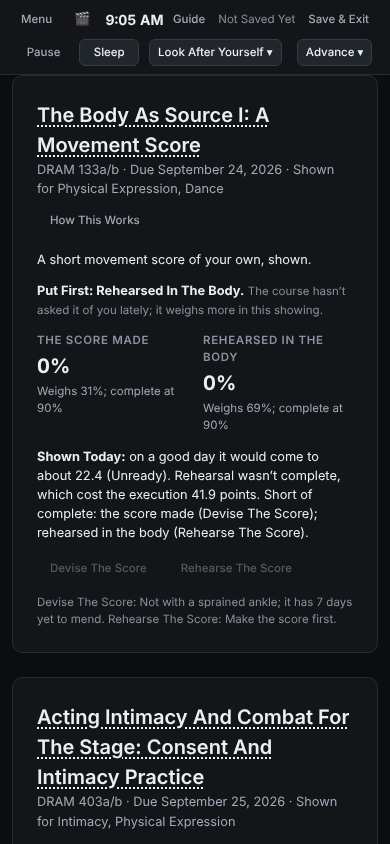 Menu 🎬 9:05 AM Guide Not Saved Yet Save & Exit
Pause Sleep Look After Yourself ▾ Advance ▾
The Body As Source I: A
Movement Score
DRAM 133a/b · Due September 24, 2026 · Shown
for Physical Expression, Dance
How This Works
A short movement score of your own, shown.
Put First: Rehearsed In The Body. The course hasn’t
asked it of you lately; it weighs more in this showing.
THE SCORE MADE
0%
Weighs 31%; complete at
90%
REHEARSED IN THE
BODY
0%
Weighs 69%; complete at
90%
Shown Today: on a good day it would come to
about 22.4 (Unready). Rehearsal wasn’t complete,
which cost the execution 41.9 points. Short of
complete: the score made (Devise The Score);
rehearsed in the body (Rehearse The Score).
Devise The Score Rehearse The Score
Devise The Score: Not with a sprained ankle; it has 7 days
yet to mend. Rehearse The Score: Make the score first.
Acting Intimacy And Combat For
The Stage: Consent And
Intimacy Practice
DRAM 403a/b · Due September 25, 2026 · Shown
for Intimacy, Physical Expression